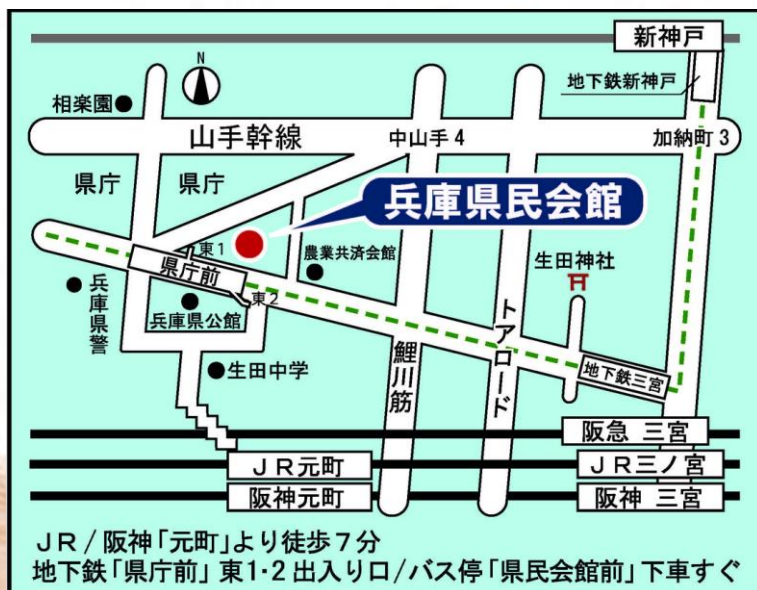 新神戸
N
地下鉄新神戸
相楽園
山手幹線
中山手4
加納町3
県庁
県庁
兵庫県民会館
東1
農業共済会館
生田神社
県庁前
東2
兵庫県警
兵庫県公館
トアロード
生田中学
鯉川筋
地下鉄三宮
阪急 三宮
JR元町
JR三ノ宮
阪神元町
阪神 三宮
JR/阪神「元町」より徒歩7分
地下鉄「県庁前」東1・2出入り口/バス停「県民会館前」下車すぐ